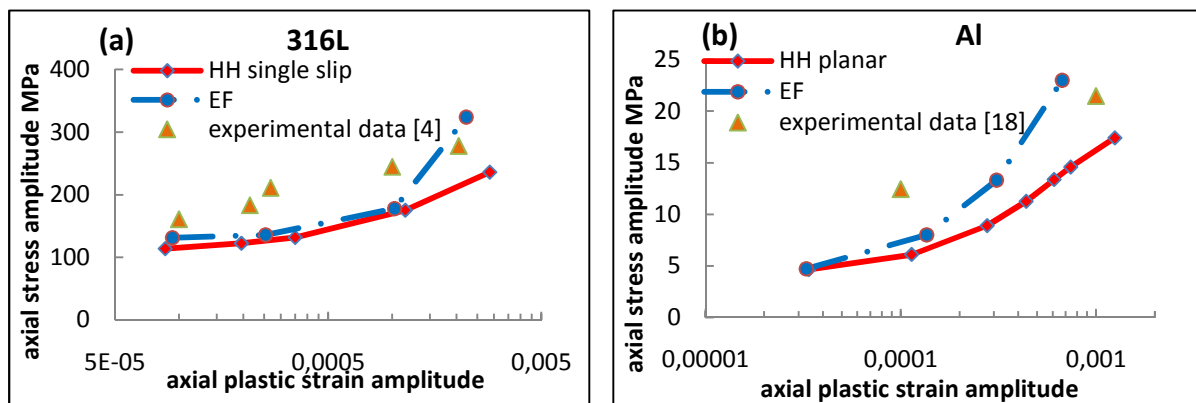 (a)
316L
HH single slip
EF
experimental data [4]
axial stress amplitude MPa
400
300
200
100
0
5E-05
0,0005
0,005
axial plastic strain amplitude
(b)
Al
HH planar
EF
experimental data [18]
axial stress amplitude MPa
25
20
15
10
5
0
0,00001
0,0001
0,001
axial plastic strain amplitude